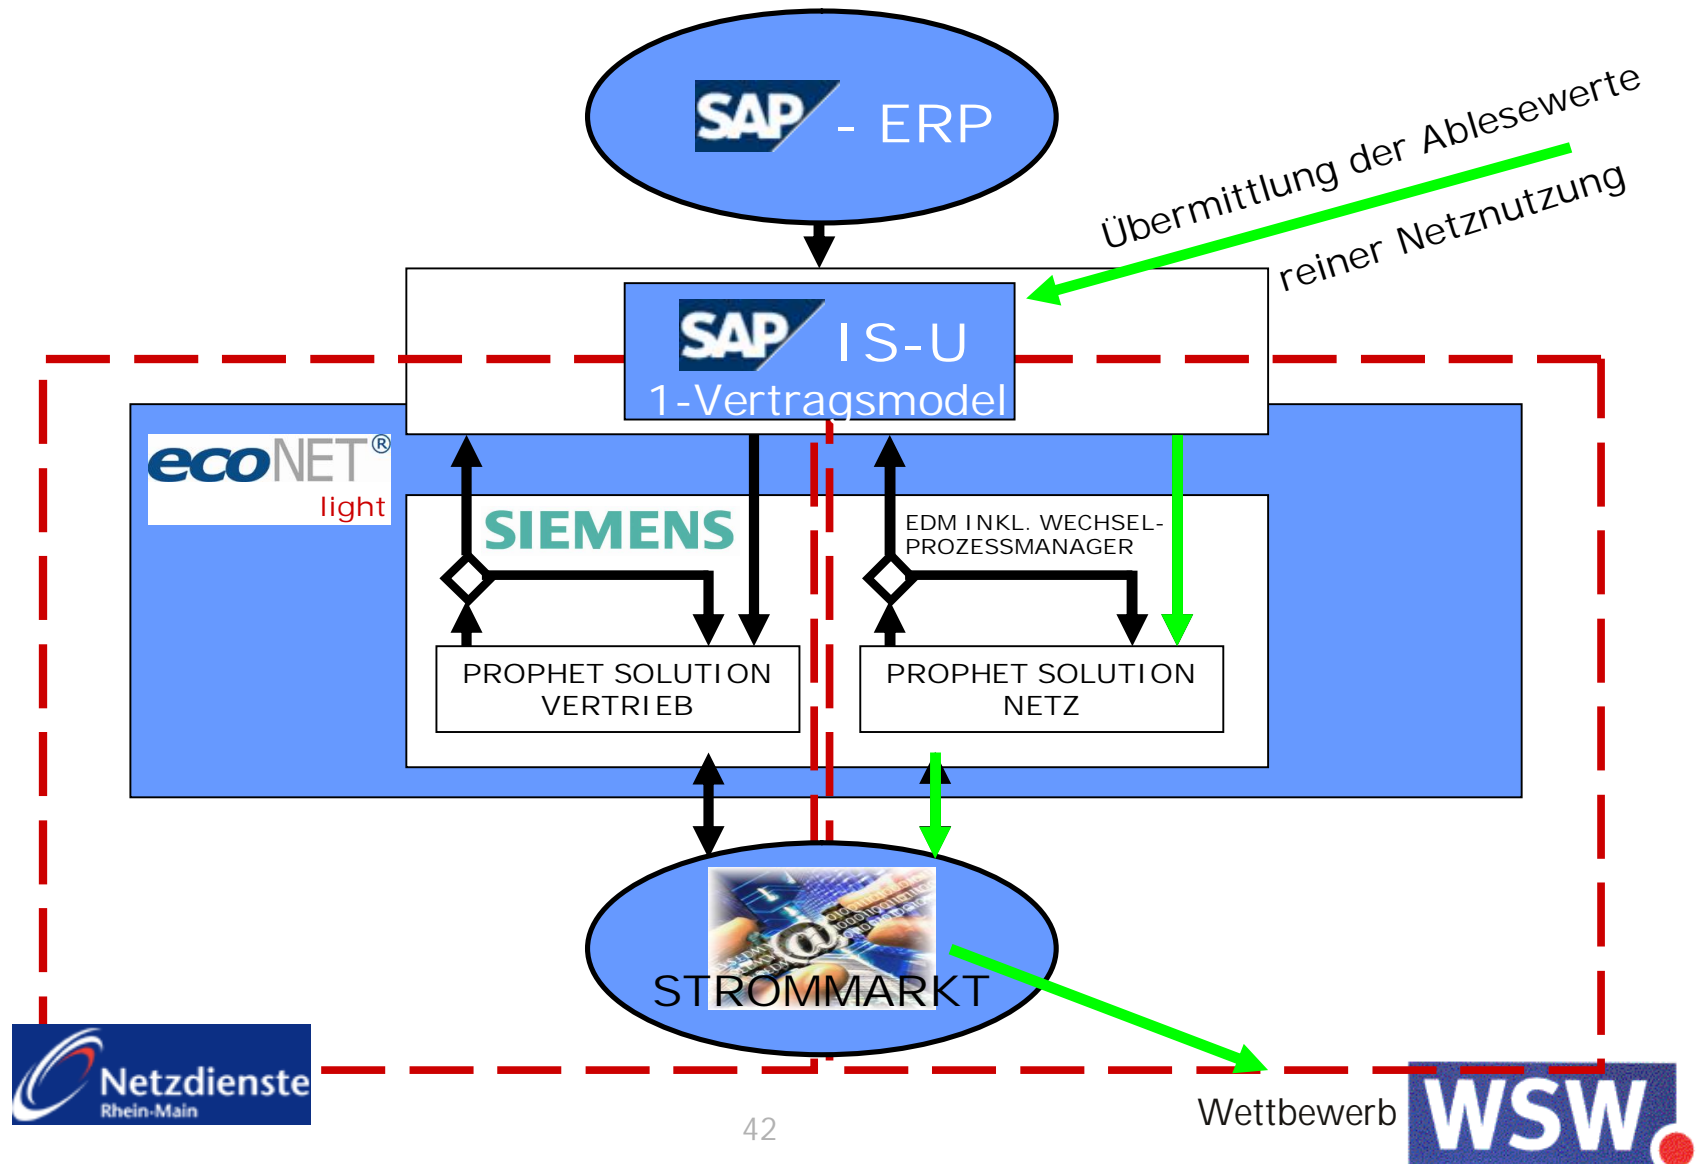 SAP - ERP
Übermittlung der Ablesewerte
reiner Netznutzung
SAP IS-U
1-Vertragsmodel
ecoNET®
light
SIEMENS
EDM INKL. WECHSEL-
PROZESSMANAGER
PROPHET SOLUTION
VERTRIEB
PROPHET SOLUTION
NETZ
STROMMARKT
Netzdienste
Rhein-Main
42
Wettbewerb
WSW